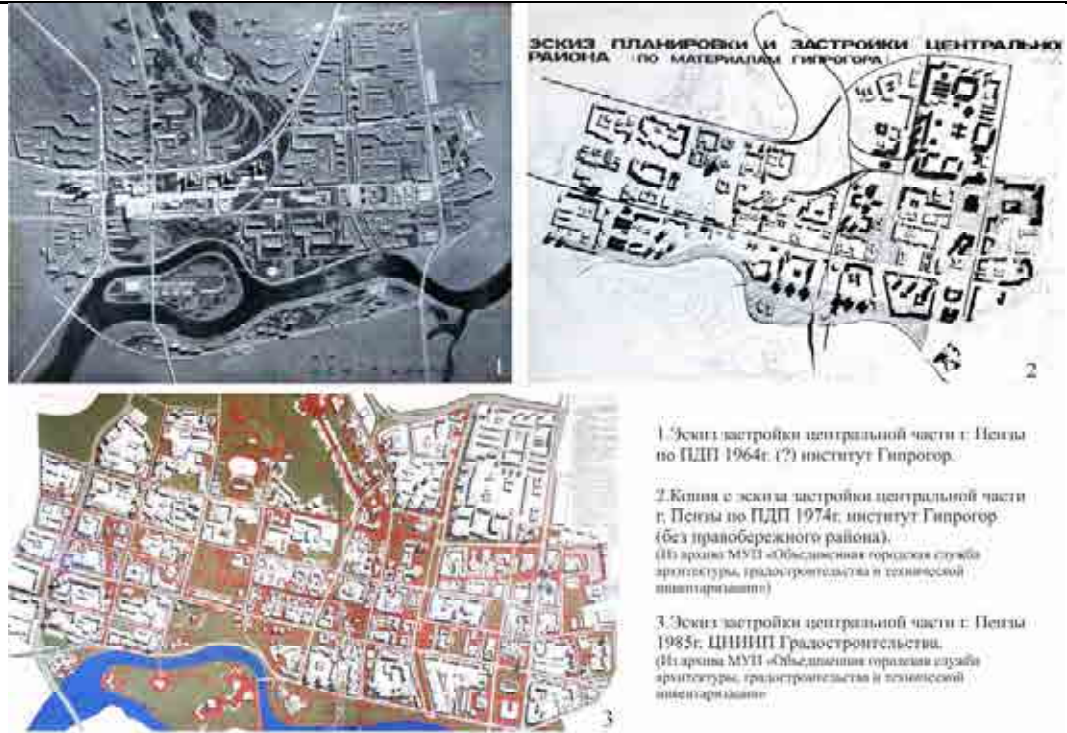 1
ЭСКИЗ ПЛАНИРОВКИ И ЗАСТРОЙКИ ЦЕНТРАЛЬНО
РАЙОНА ПО МАТЕРИАЛАМ ГИПРОГОРА
2
3
1.Эскиз застройки центральной части г. Пензы
по ПДП 1964г. (?) институт Гипрогор.
2.Копия с эскиза застройки центральной части
г. Пензы по ПДП 1974г. институт Гипрогор
(без правобережного района).
(Из архива МУП «Объединенная городская служба
архитектуры, градостроительства и технической
инвентаризации»)
3.Эскиз застройки центральной части г. Пензы
1985г. ЦНИИП Градостроительства.
(Из архива МУП «Объединенная городская служба
архитектуры, градостроительства и технической
инвентаризации»